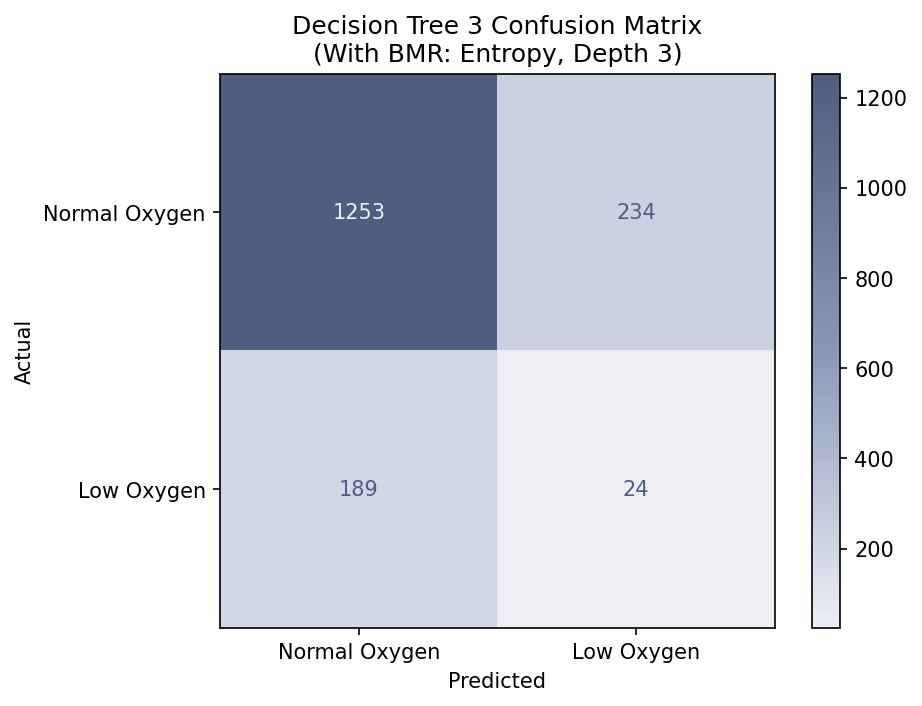 Decision Tree 3 Confusion Matrix
(With BMR: Entropy, Depth 3)
Actual
Normal Oxygen
1253
234
Low Oxygen
189
24
Normal Oxygen
Low Oxygen
Predicted
1200
1000
800
600
400
200